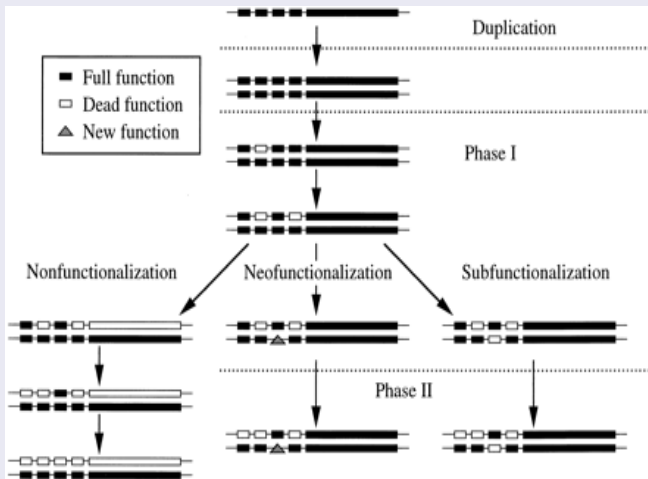 Duplication
Full function
Dead function
New function
Phase I
Nonfunctionalization
Neofunctionalization
Subfunctionalization
Phase II